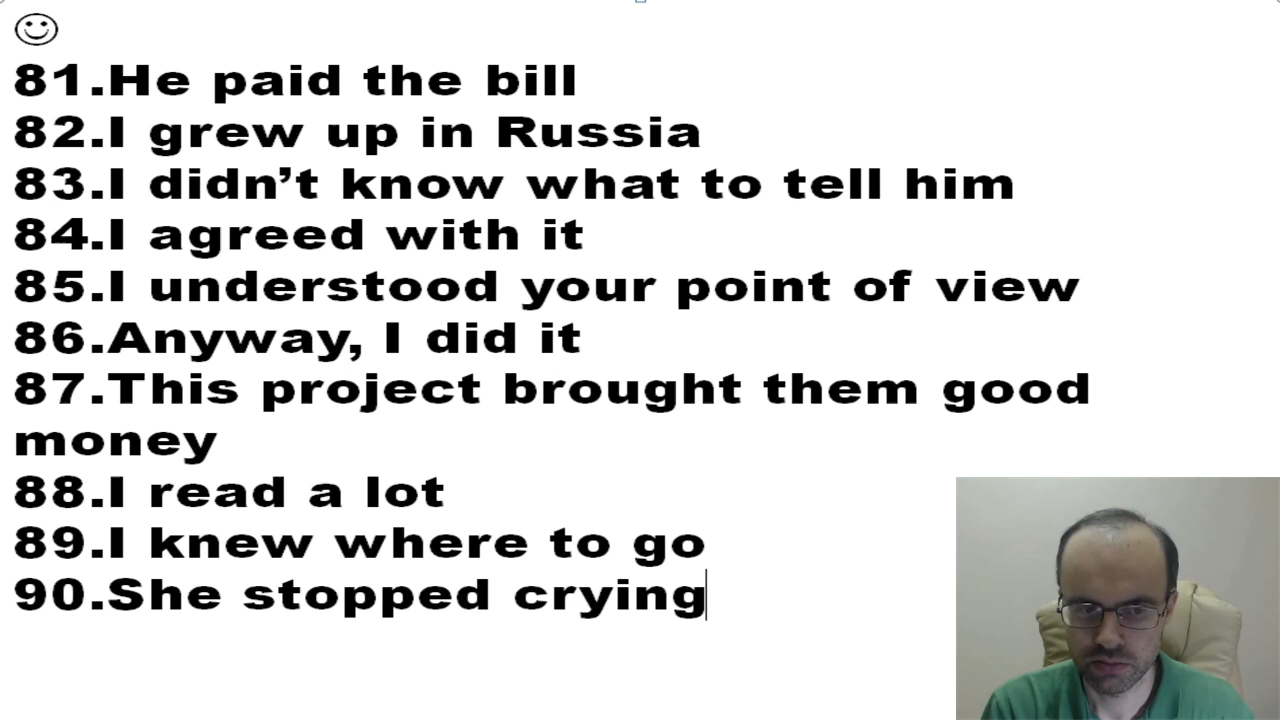 81.He paid the bill
82.I grew up in Russia
83.I didn’t know what to tell him
84.I agreed with it
85.I understood your point of view
86.Anyway, I did it
87.This project brought them good
money
88.I read a lot
89.I knew where to go
90.She stopped crying